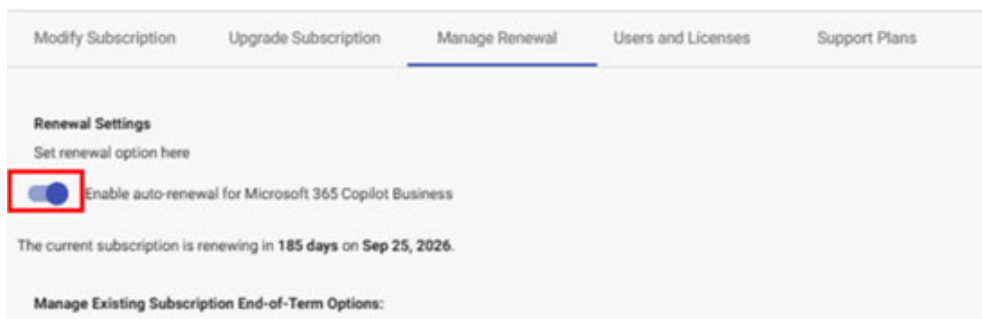 Modify Subscription Upgrade Subscription Manage Renewal Users and Licenses Support Plans
Renewal Settings
Set renewal option here
Enable auto-renewal for Microsoft 365 Copilot Business
The current subscription is renewing in 185 days on Sep 25, 2026.
Manage Existing Subscription End-of-Term Options: